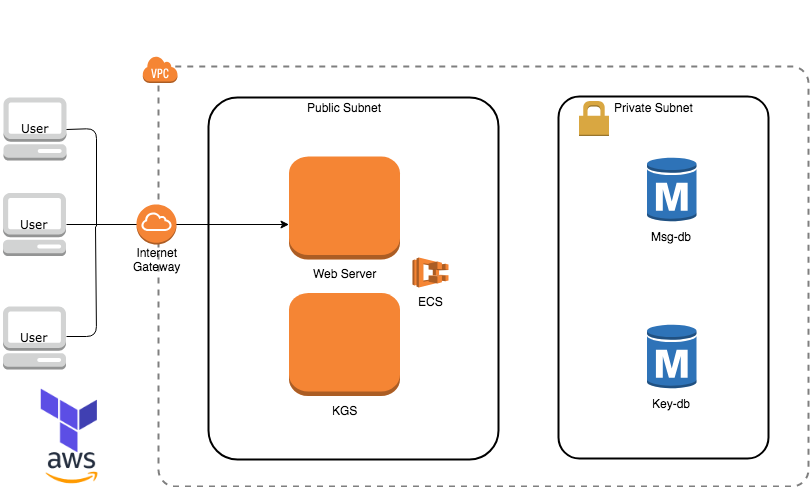 VPC
Public Subnet
Private Subnet
User
User
User
Internet
Gateway
Web Server
ECS
KGS
M
Msg-db
M
Key-db
aws